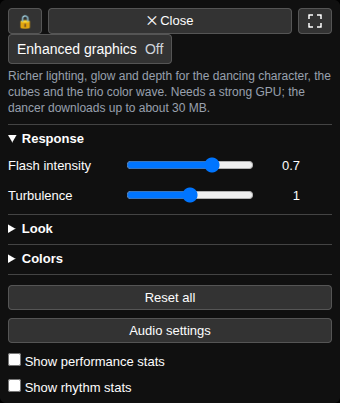 Close
Enhanced graphics Off
Richer lighting, glow and depth for the dancing character, the
cubes and the trio color wave. Needs a strong GPU; the
dancer downloads up to about 30 MB.
Response
Flash intensity 0.7
Turbulence 1
Look
Colors
Reset all
Audio settings
Show performance stats
Show rhythm stats